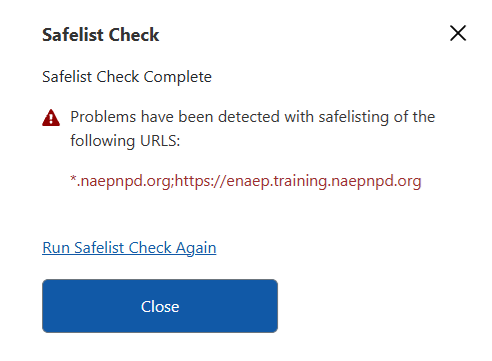 Safelist Check
Safelist Check Complete
Problems have been detected with safelisting of the
following URLS:
*.naepnpd.org;https://enaep.training.naepnpd.org
Run Safelist Check Again
Close